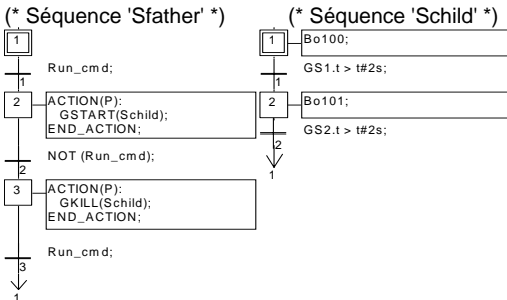 (* Séquence 'Sfather' *)
1
Run_cmd;
1
2
ACTION(P):
GSTART(Schild);
END_ACTION;
NOT (Run_cmd);
2
3
ACTION(P):
GKILL(Schild);
END_ACTION;
Run_cmd;
3
1
(* Séquence 'Schild' *)
1
Bo100;
GS1.t > t#2s;
1
2
Bo101;
GS2.t > t#2s;
2
1